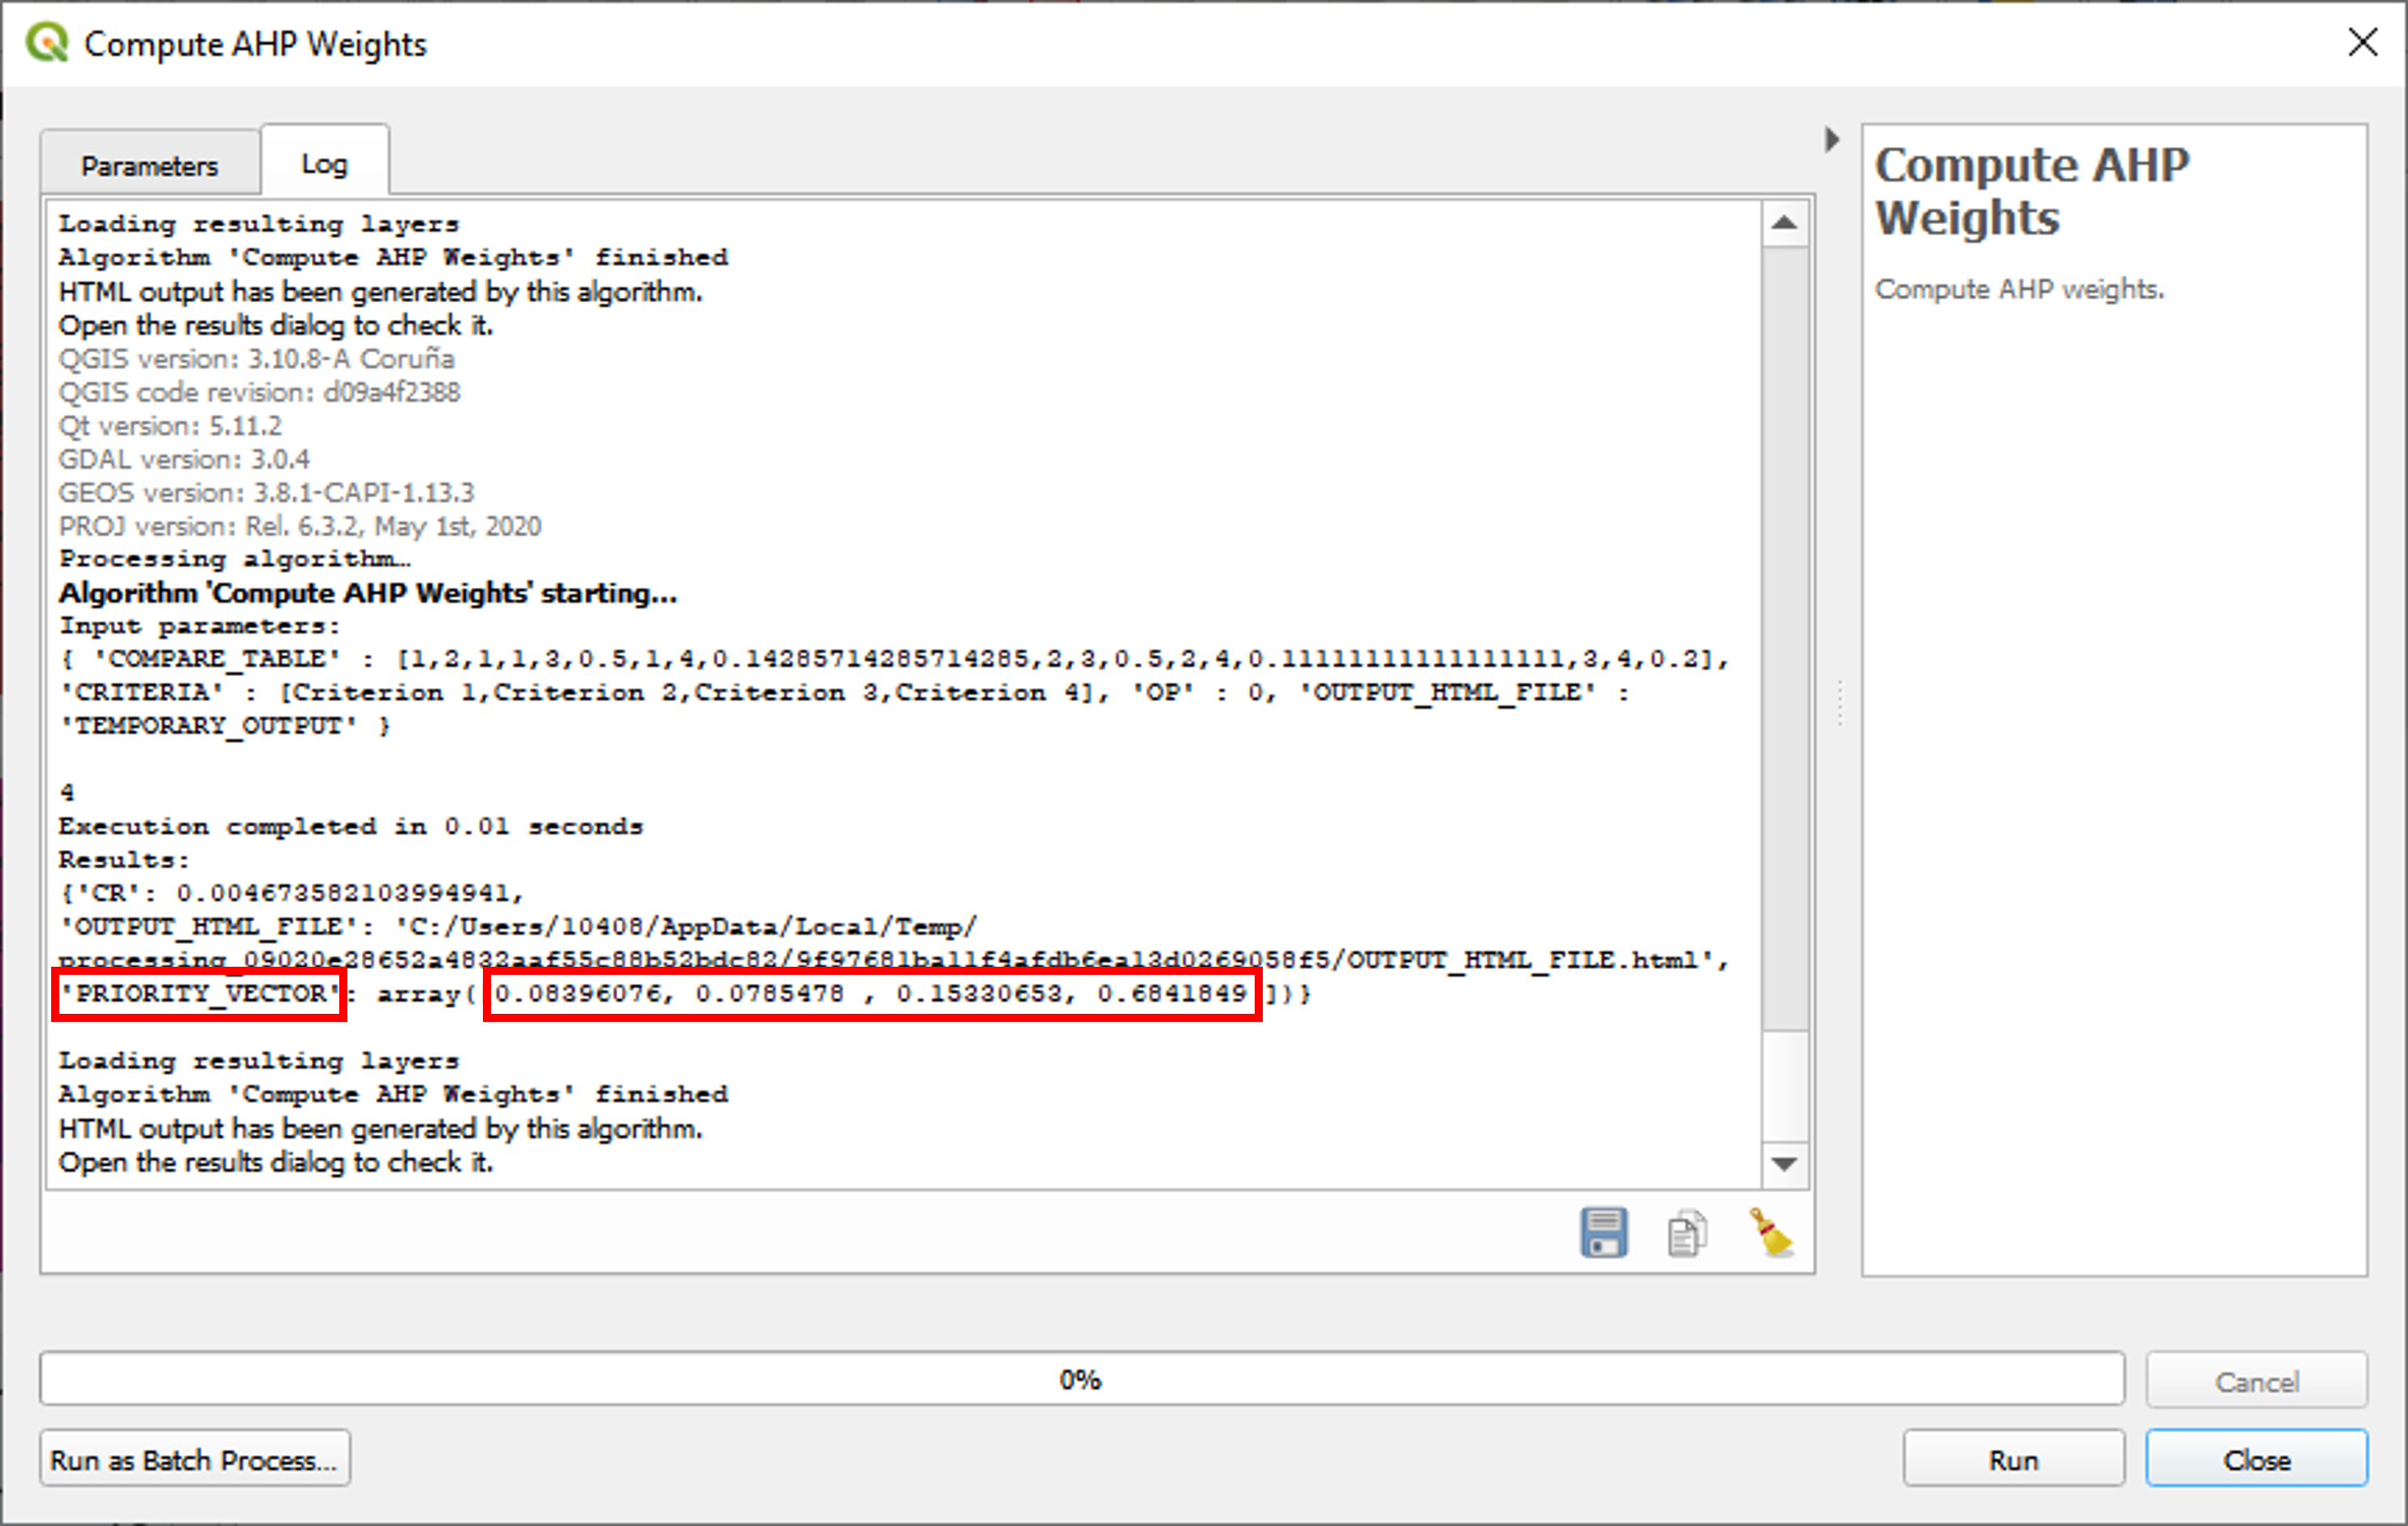 Compute AHP Weights
Parameters
Log
Loading resulting layers
Algorithm 'Compute AHP Weights' finished
HTML output has been generated by this algorithm.
Open the results dialog to check it.
QGIS version: 3.10.8-A Coruña
QGIS code revision: d09a4f2388
Qt version: 5.11.2
GDAL version: 3.0.4
GEOS version: 3.8.1-CAPI-1.13.3
PROJ version: Rel. 6.3.2, May 1st, 2020
Processing algorithm…
Algorithm 'Compute AHP Weights' starting…
Input parameters:
{ 'COMPARE_TABLE' : [1,2,1,1,3,0.5,1,4,0.14285714285714285,2,3,0.5,2,4,0.1111111111111111,3,4,0.2],
'CRITERIA' : [Criterion 1,Criterion 2,Criterion 3,Criterion 4], 'OP' : 0, 'OUTPUT_HTML_FILE' :
'TEMPORARY_OUTPUT' }
4
Execution completed in 0.01 seconds
Results:
{'CR': 0.004673582103994941,
'OUTPUT_HTML_FILE': 'C:/Users/10408/AppData/Local/Temp/
processing_09020e28652a4832aaf55c88b52bdc82/9f97681ba11f4afdb6ea13d0269058f5/OUTPUT_HTML_FILE.html',
'PRIORITY_VECTOR': array( 0.08396076, 0.0785478 , 0.15330653, 0.6841849 ])}
Loading resulting layers
Algorithm 'Compute AHP Weights' finished
HTML output has been generated by this algorithm.
Open the results dialog to check it.
Compute AHP
Weights
Compute AHP weights.
0%
Cancel
Run as Batch Process…
Run
Close